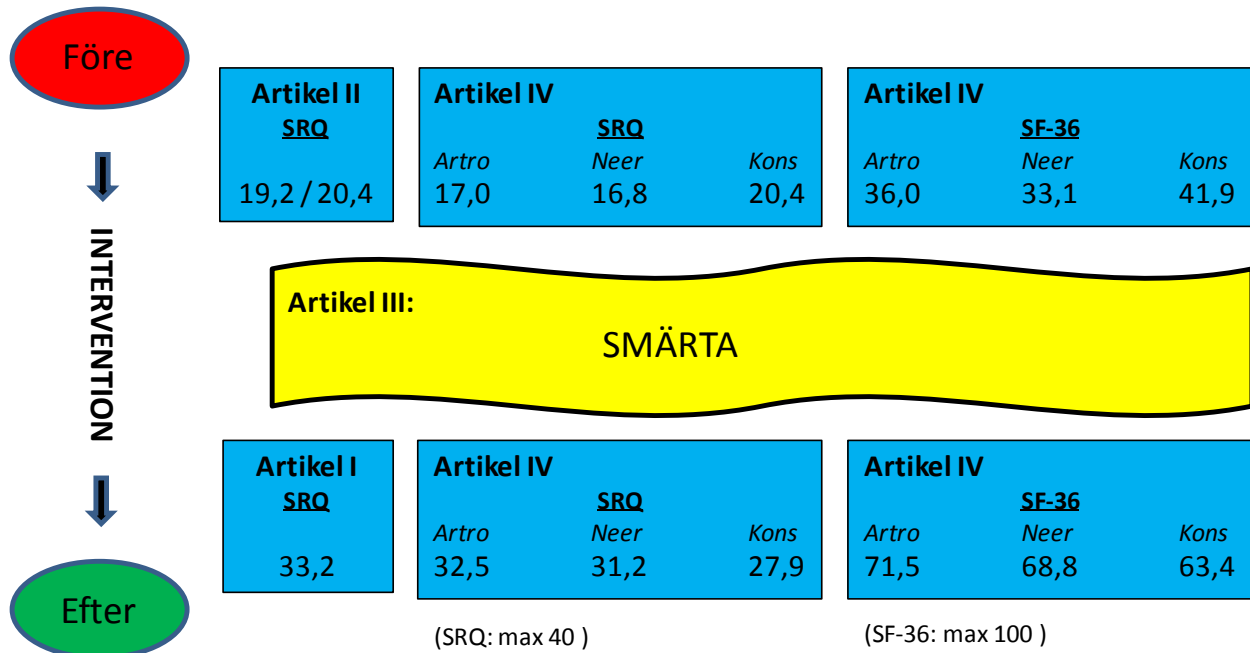 Före
Artikel II
SRQ
19,2 / 20,4
Artikel IV
SRQ
Artro Neer Kons
17,0 16,8 20,4
Artikel IV
SF-36
Artro Neer Kons
36,0 33,1 41,9
INTERVENTION
Artikel III:
SMÄRTA
Artikel I
SRQ
33,2
Artikel IV
SRQ
Artro Neer Kons
32,5 31,2 27,9
Artikel IV
SF-36
Artro Neer Kons
71,5 68,8 63,4
Efter
(SRQ: max 40 )
(SF-36: max 100 )